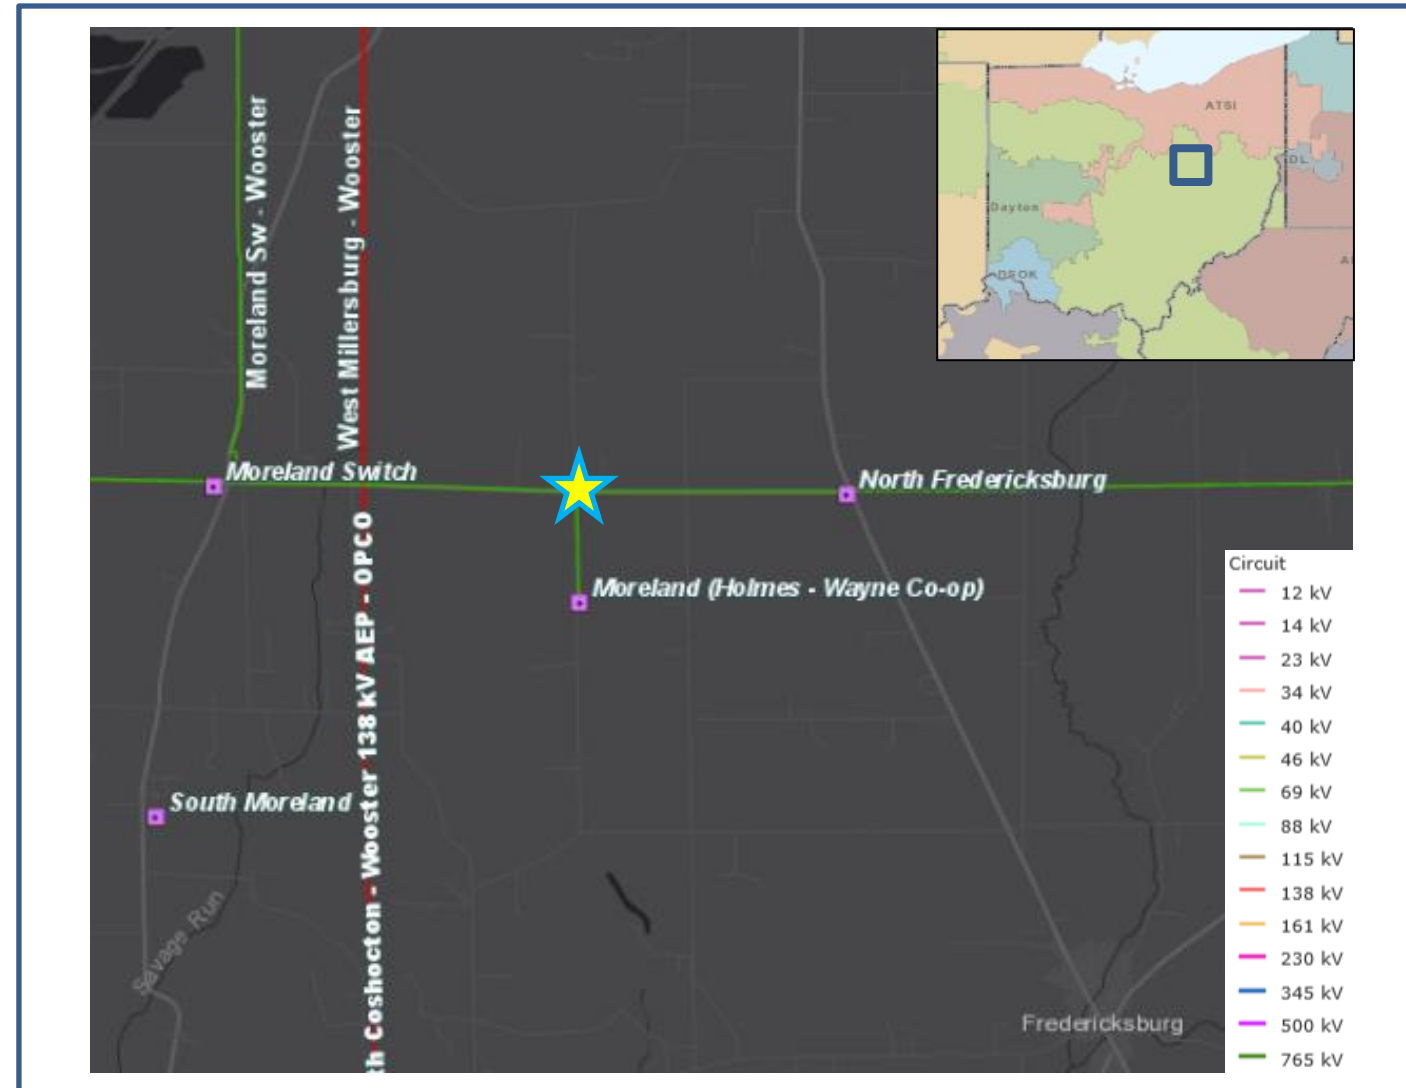 Moreland Sw - Wooster
West Millersburg - Wooster
ATSI
DL
Dayton
DEOK
Moreland Switch
North Fredericksburg
Moreland (Holmes - Wayne Co-op)
th Coshocton - Wooster 138 kV AEP - OPCO
South Moreland
Savage Run
Fredericksburg
Circuit
12 kV
14 kV
23 kV
34 kV
40 kV
46 kV
69 kV
88 kV
115 kV
138 kV
161 kV
230 kV
345 kV
500 kV
765 kV